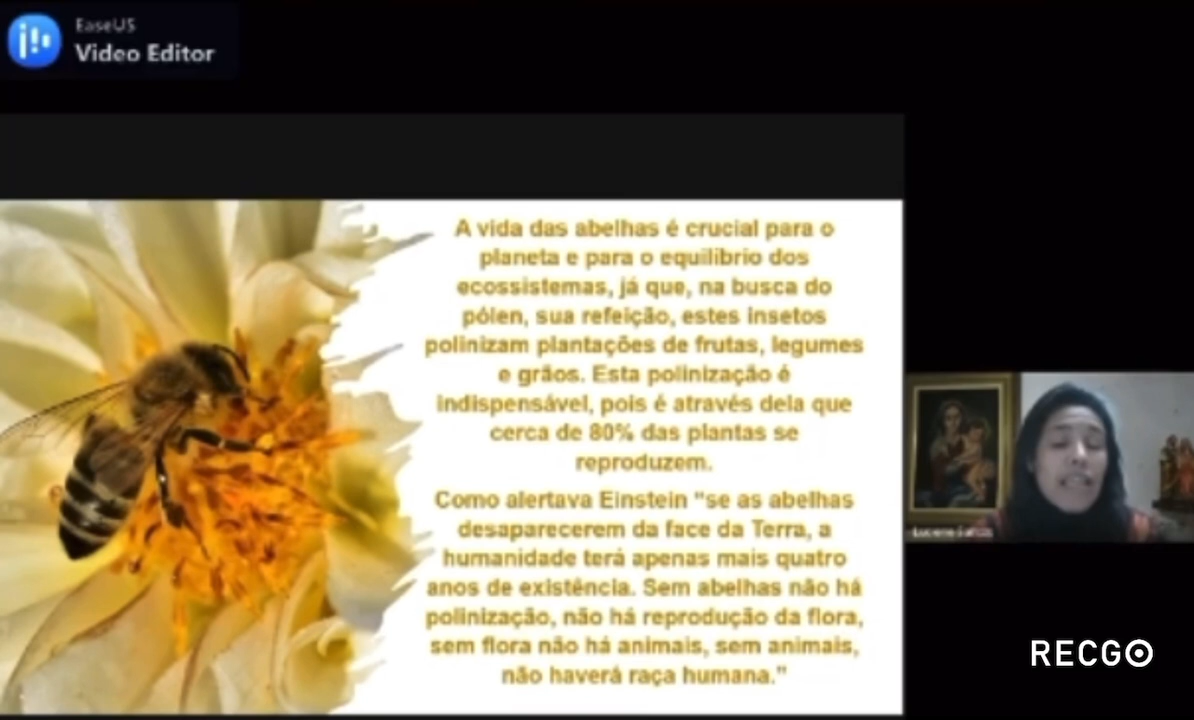 EaseUS
Video Editor
A vida das abelhas é crucial para o
planeta e para o equilíbrio dos
ecossistemas, já que, na busca do
pólen, sua refeição, estes insetos
polinizam plantações de frutas, legumes
e grãos. Esta polinização é
indispensável, pois é através dela que
cerca de 80% das plantas se
reproduzem.
Como alertava Einstein "se as abelhas
desaparecerem da face da Terra, a
humanidade terá apenas mais quatro
anos de existência. Sem abelhas não há
polinização, não há reprodução da flora,
sem flora não há animais, sem animais,
não haverá raça humana."
RECGO